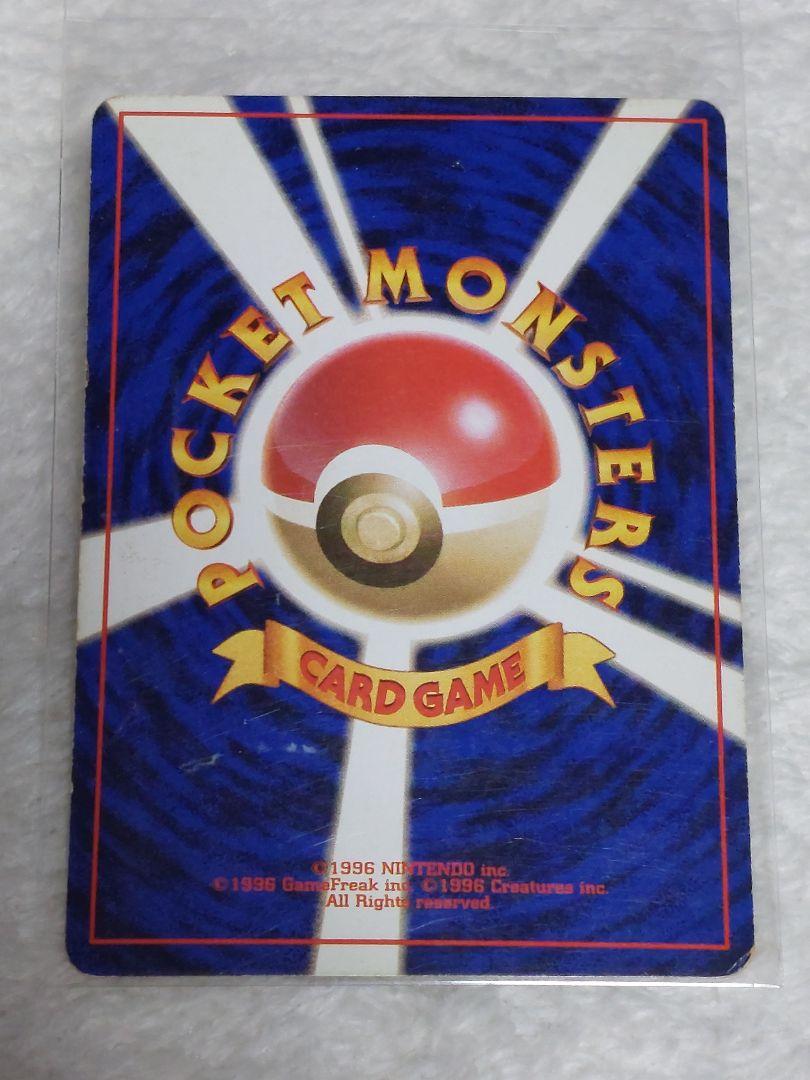 POCKET MONSTERS
CARD GAME
©1996 NINTENDO inc.
©1996 GameFreak inc. ©1996 Creatures inc.
All Rights reserved.